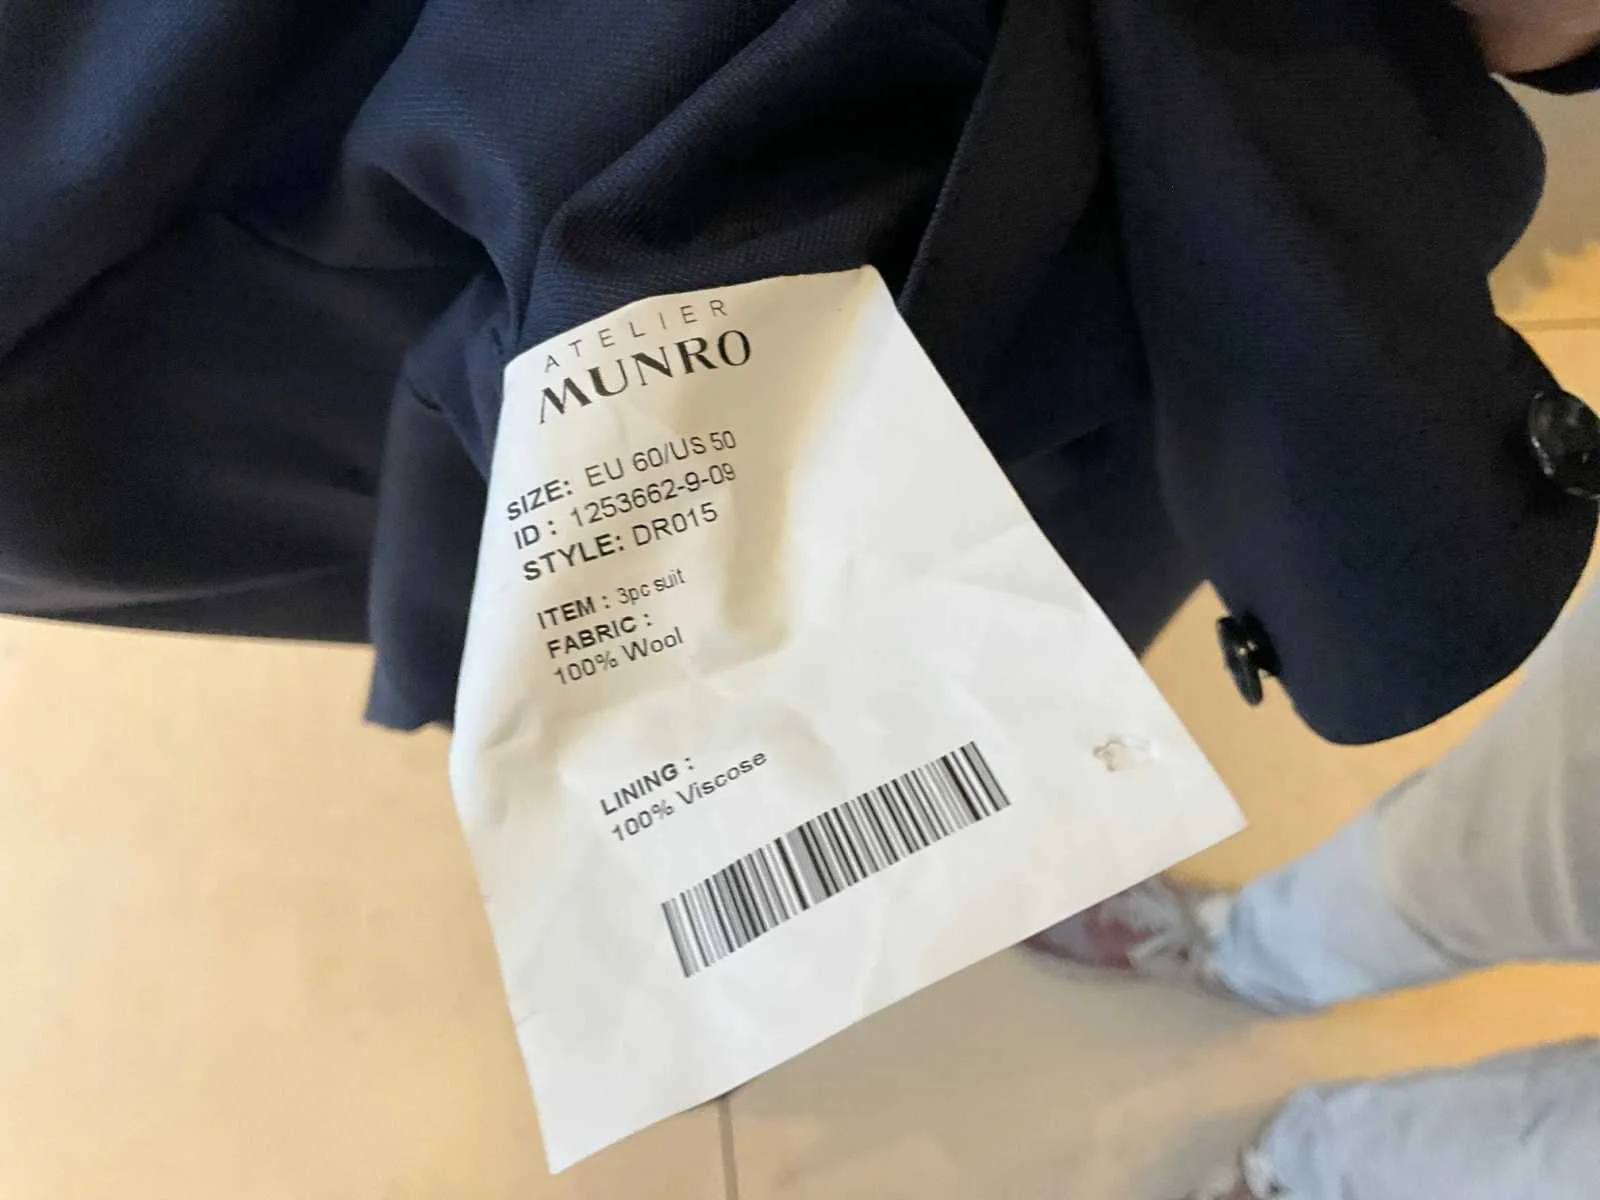 ATELIER
MUNRO
SIZE: EU 60/US 50
ID : 1253662-9-09
STYLE: DR015
ITEM : 3pc suit
FABRIC :
100% Wool
LINING :
100% Viscose